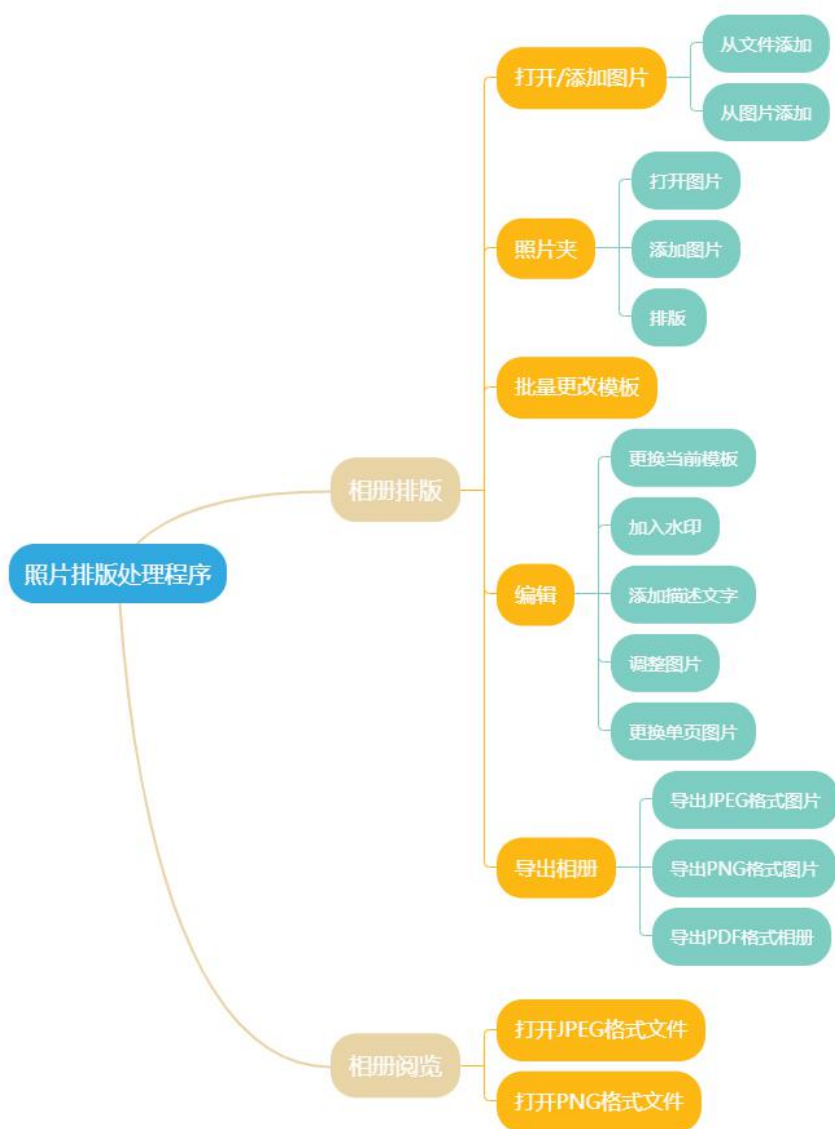 照片排版处理程序
相册排版
打开/添加图片
从文件添加
从图片添加
照片夹
打开图片
添加图片
排版
批量更改模板
编辑
更换当前模板
加入水印
添加描述文字
调整图片
更换单页图片
导出相册
导出JPEG格式图片
导出PNG格式图片
导出PDF格式相册
相册阅览
打开JPEG格式文件
打开PNG格式文件